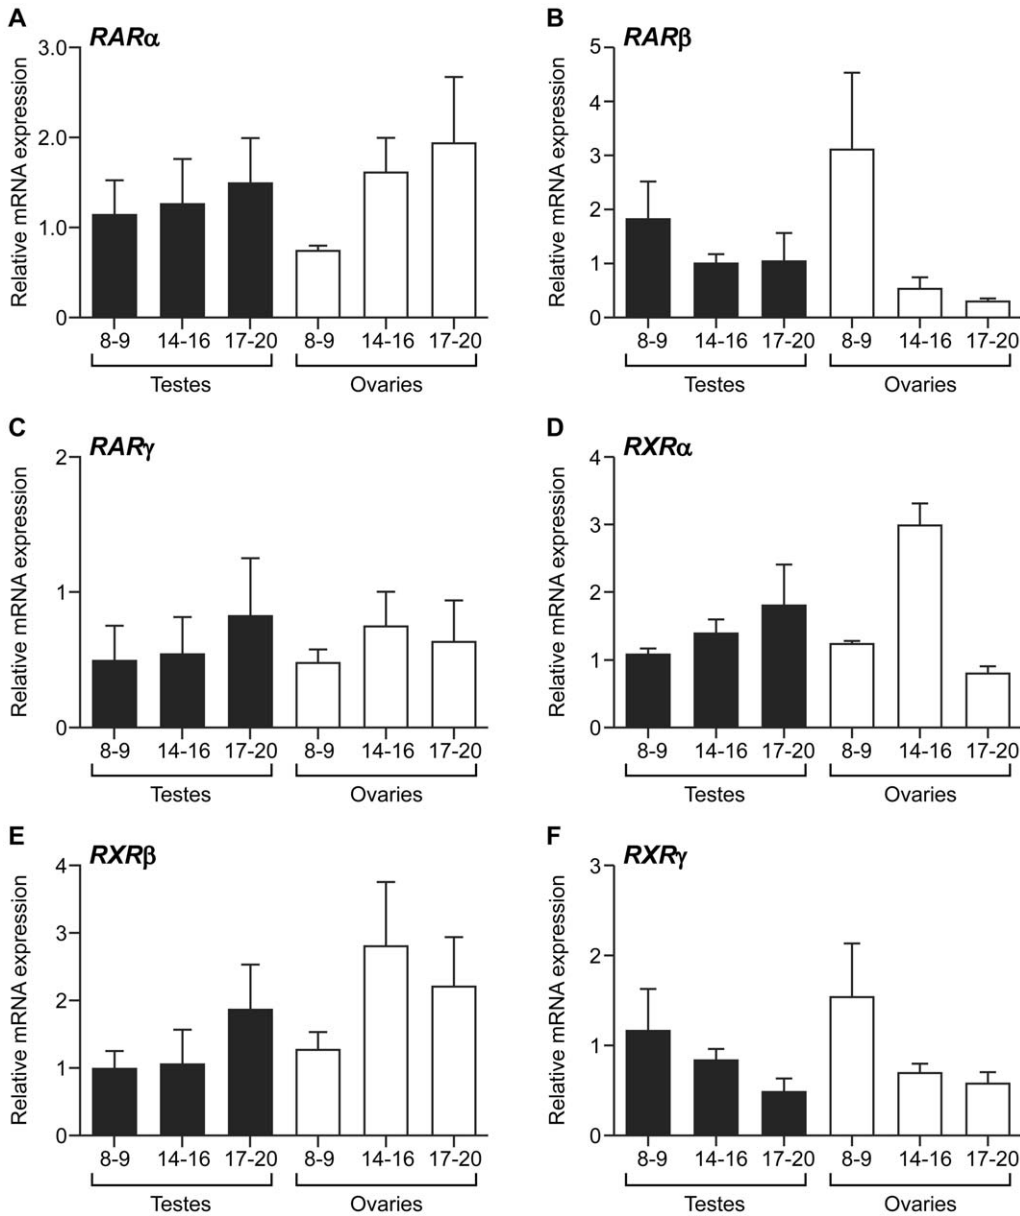 A
RARα
Relative mRNA expression
3.0
2.0
1.0
0
8-9 14-16 17-20 8-9 14-16 17-20
Testes Ovaries
B
RARβ
Relative mRNA expression
5
4
3
2
1
0
8-9 14-16 17-20 8-9 14-16 17-20
Testes Ovaries
C
RARγ
Relative mRNA expression
2
1
0
8-9 14-16 17-20 8-9 14-16 17-20
Testes Ovaries
D
RXRα
Relative mRNA expression
4
3
2
1
0
8-9 14-16 17-20 8-9 14-16 17-20
Testes Ovaries
E
RXRβ
Relative mRNA expression
4
3
2
1
0
8-9 14-16 17-20 8-9 14-16 17-20
Testes Ovaries
F
RXRγ
Relative mRNA expression
3
2
1
0
8-9 14-16 17-20 8-9 14-16 17-20
Testes Ovaries